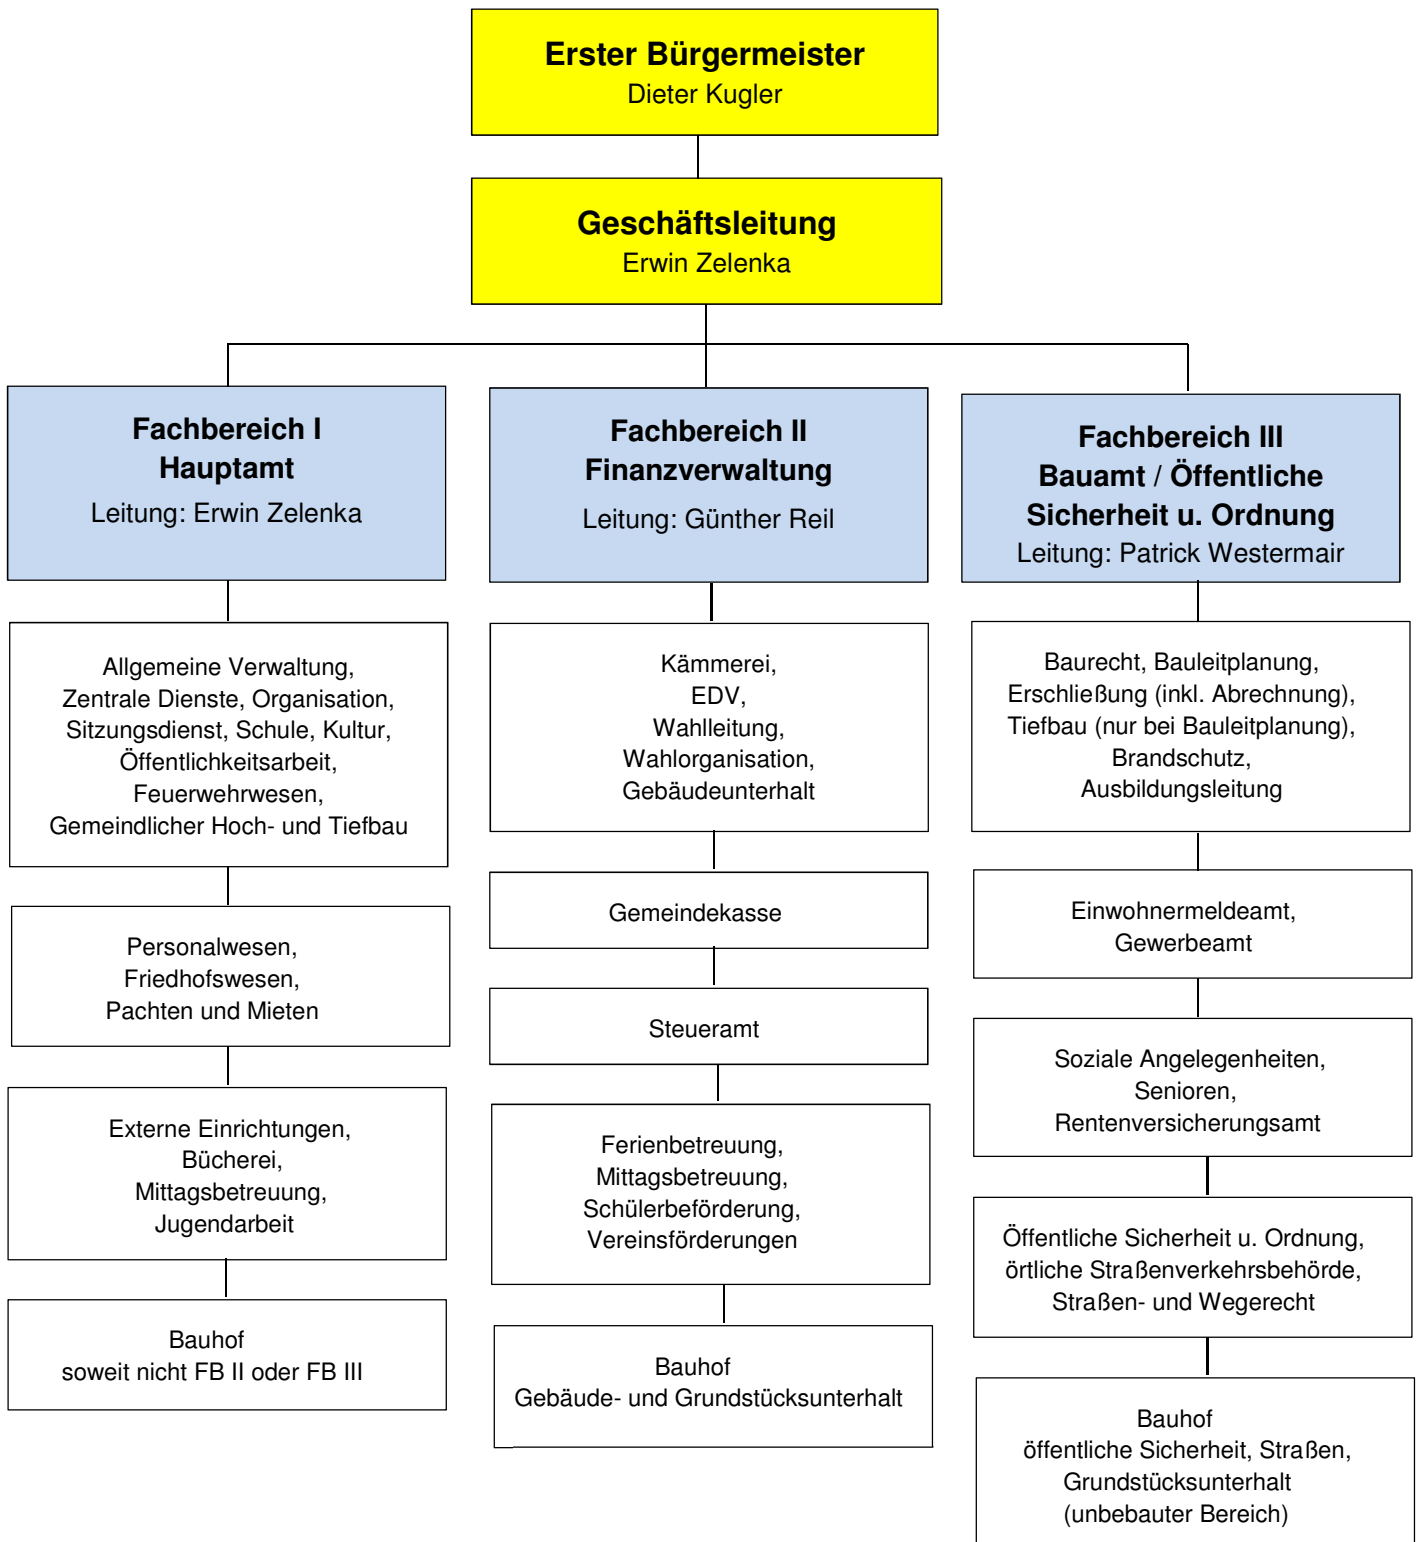 Erster Bürgermeister
Dieter Kugler
Geschäftsleitung
Erwin Zelenka
Fachbereich I
Hauptamt
Leitung: Erwin Zelenka
Allgemeine Verwaltung,
Zentrale Dienste, Organisation,
Sitzungsdienst, Schule, Kultur,
Öffentlichkeitsarbeit,
Feuerwehrwesen,
Gemeindlicher Hoch- und Tiefbau
Personalwesen,
Friedhofswesen,
Pachten und Mieten
Externe Einrichtungen,
Bücherei,
Mittagsbetreuung,
Jugendarbeit
Bauhof
soweit nicht FB II oder FB III
Fachbereich II
Finanzverwaltung
Leitung: Günther Reil
Kämmerei,
EDV,
Wahlleitung,
Wahlorganisation,
Gebäudeunterhalt
Gemeindekasse
Steueramt
Ferienbetreuung,
Mittagsbetreuung,
Schülerbeförderung,
Vereinsförderungen
Bauhof
Gebäude- und Grundstücksunterhalt
Fachbereich III
Bauamt / Öffentliche
Sicherheit u. Ordnung
Leitung: Patrick Westermair
Baurecht, Bauleitplanung,
Erschließung (inkl. Abrechnung),
Tiefbau (nur bei Bauleitplanung),
Brandschutz,
Ausbildungsleitung
Einwohnermeldeamt,
Gewerbeamt
Soziale Angelegenheiten,
Senioren,
Rentenversicherungsamt
Öffentliche Sicherheit u. Ordnung,
örtliche Straßenverkehrsbehörde,
Straßen- und Wegerecht
Bauhof
öffentliche Sicherheit, Straßen,
Grundstücksunterhalt
(unbebauter Bereich)